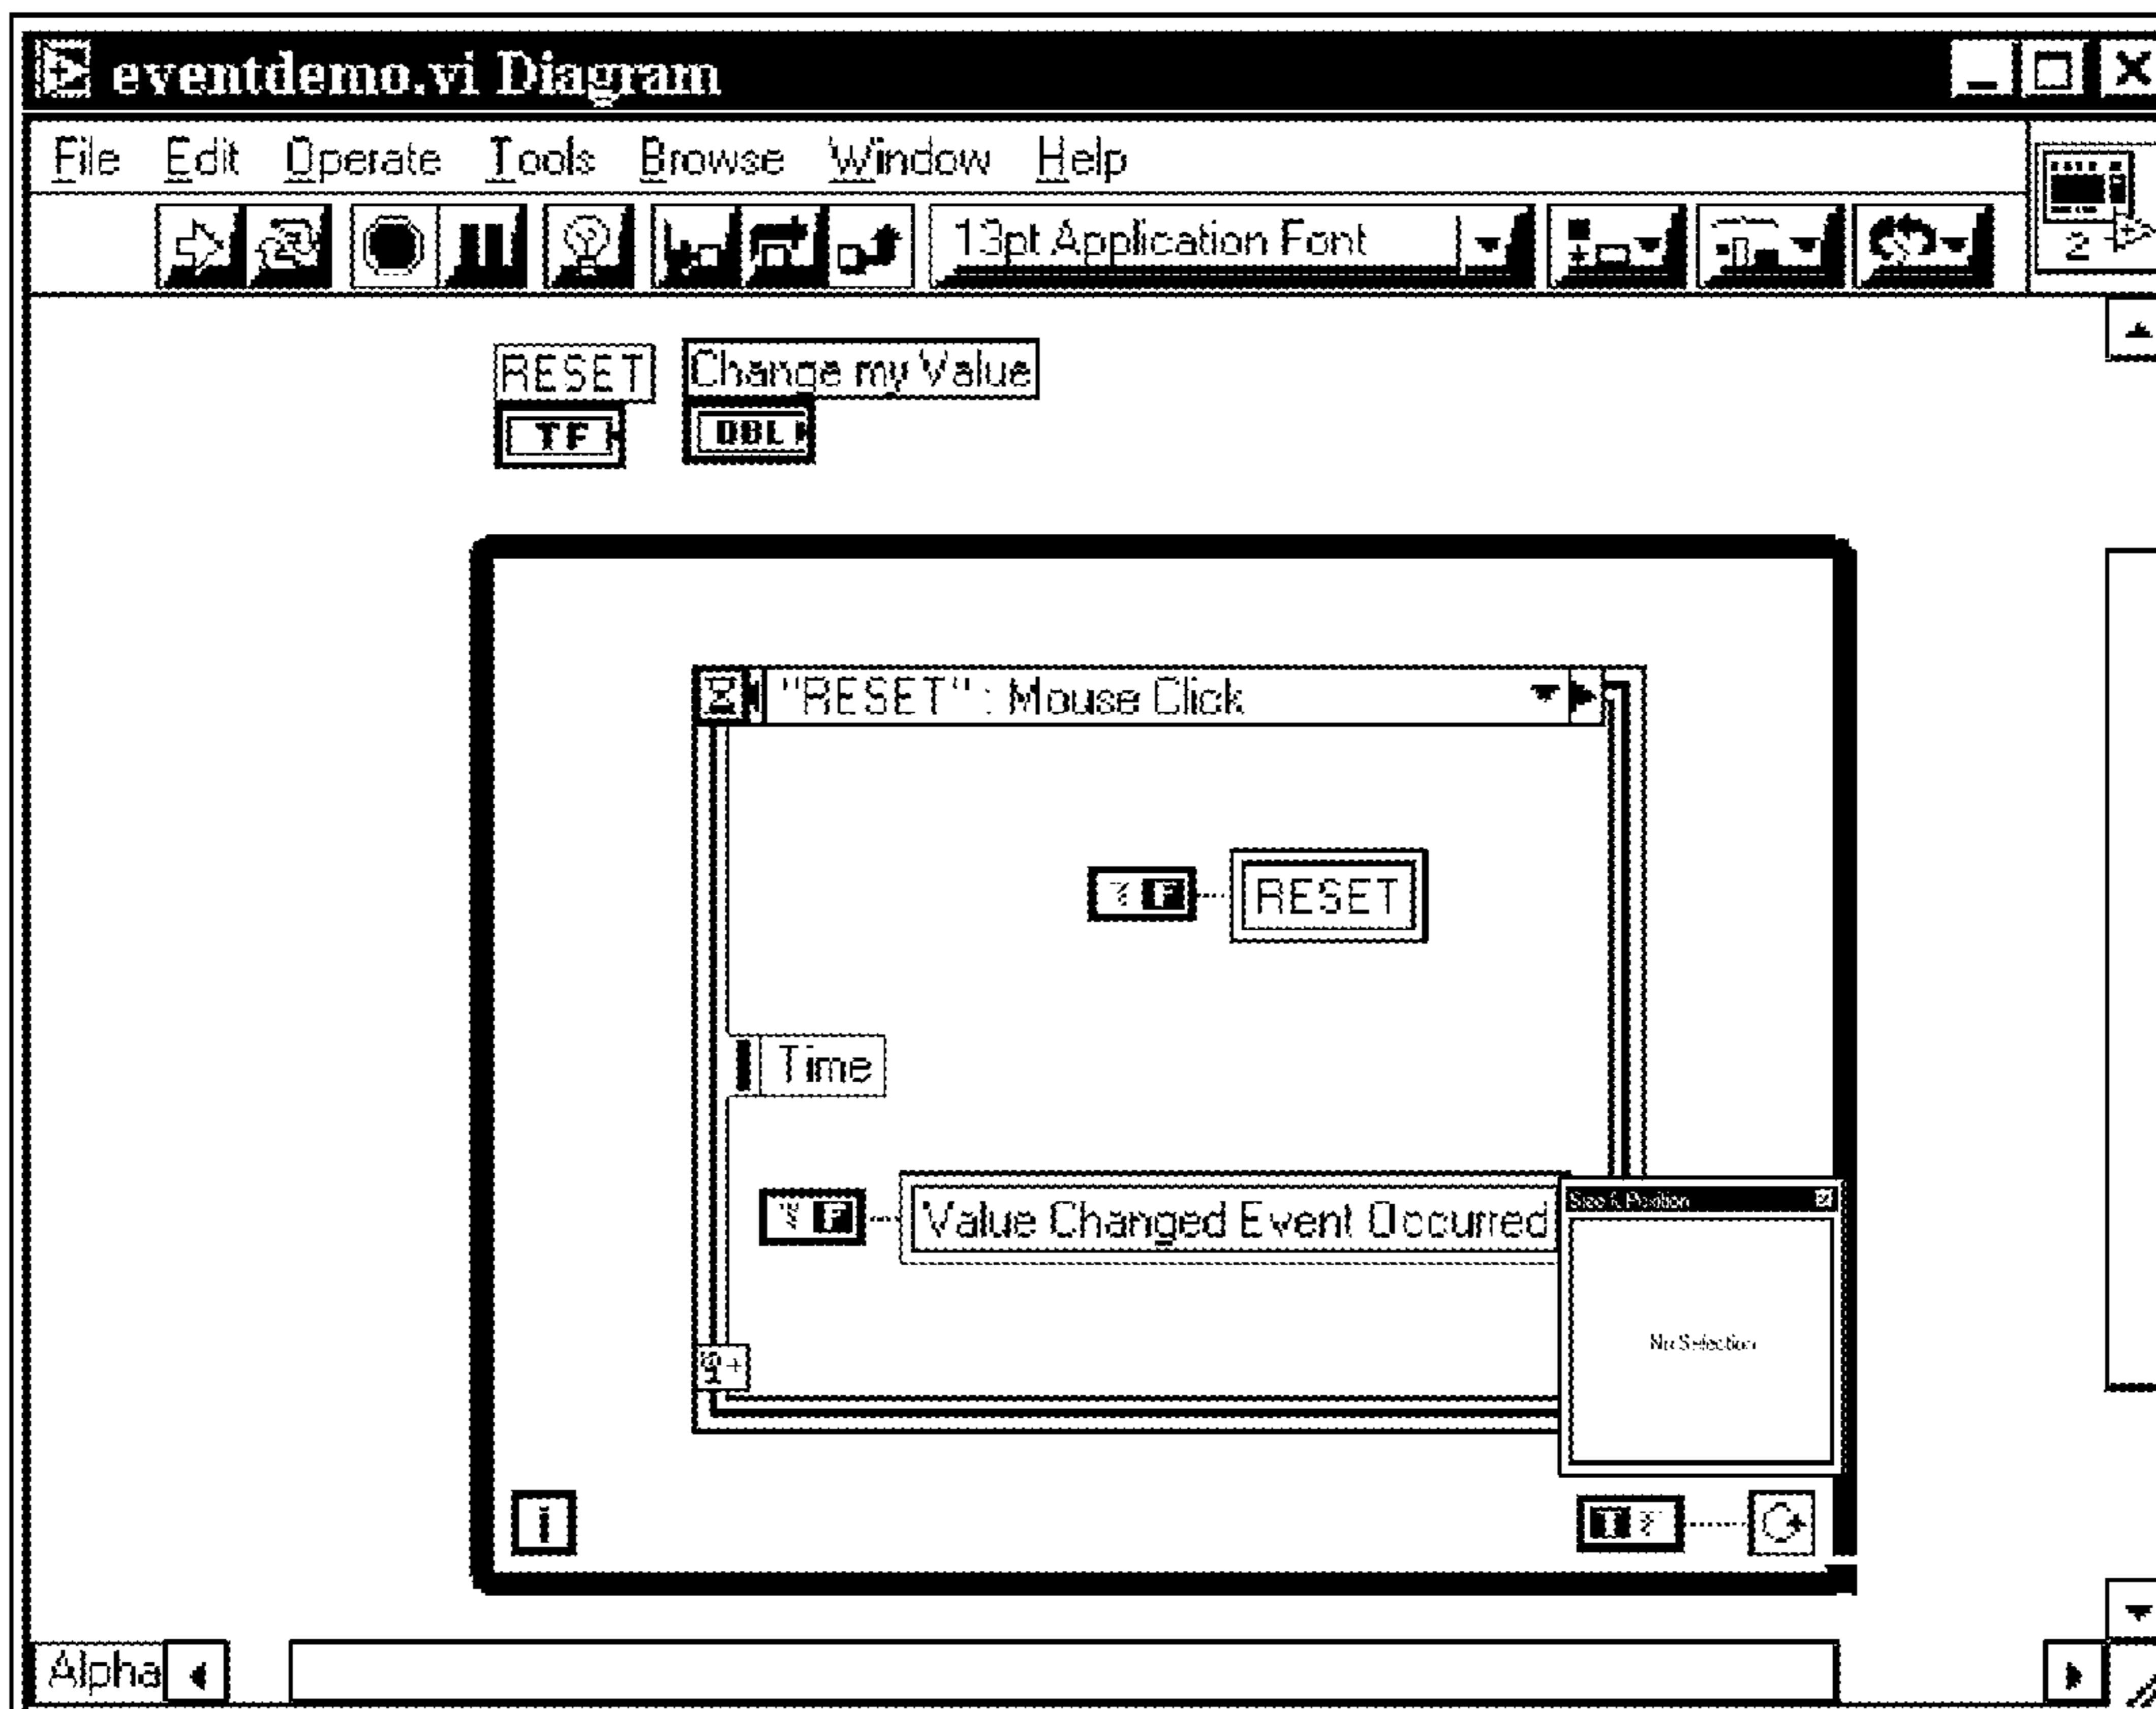 eventdemo.vi Diagram
File Edit Operate Tools Browse Window Help
13pt Application Font
2
RESET Change my Value
TF DBL
"RESET" : Mouse Click
F RESET
Time
F Value Changed Event Occurred
Size & Position
No Selection
i
T
Alpha